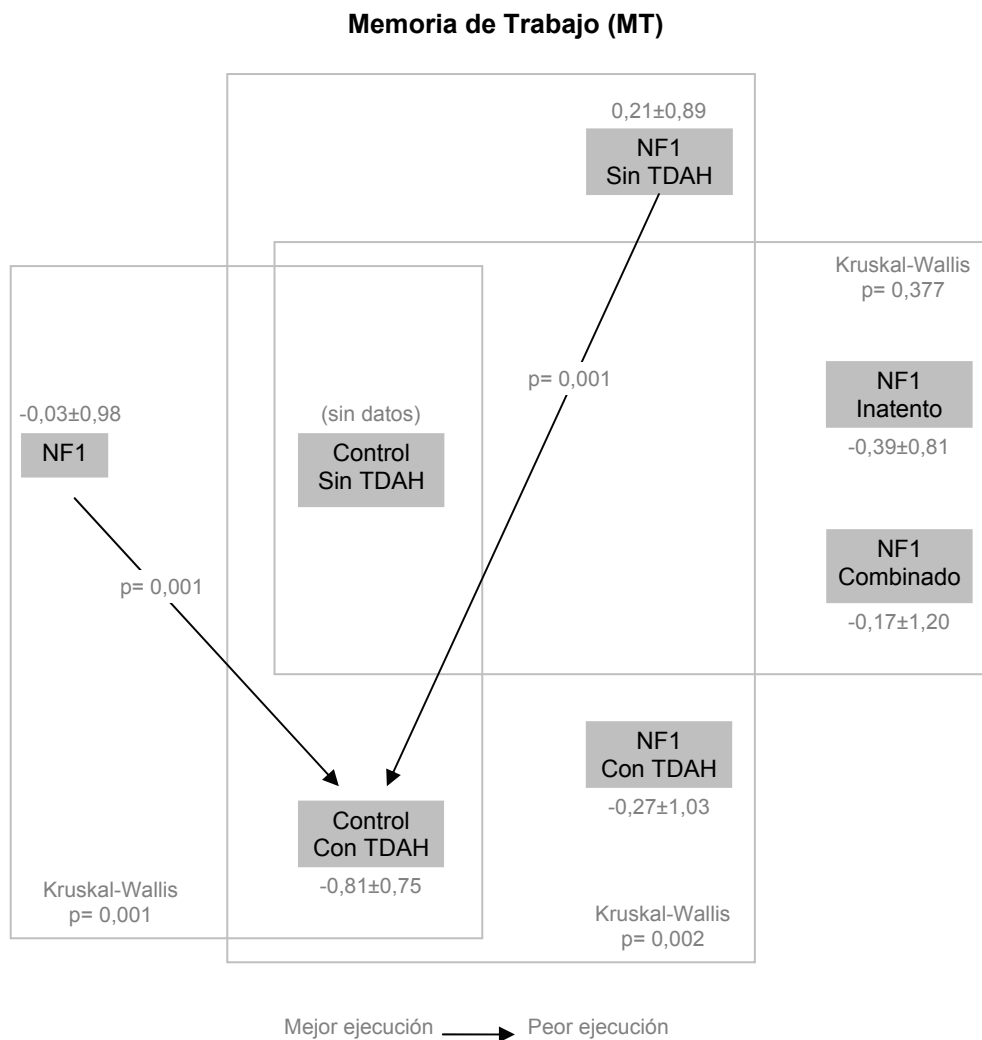 Memoria de Trabajo (MT)
0,21±0,89
NF1
Sin TDAH
Kruskal-Wallis
p= 0,377
p= 0,001
NF1
Inatento
-0,39±0,81
-0,03±0,98
NF1
(sin datos)
Control
Sin TDAH
NF1
Combinado
-0,17±1,20
p= 0,001
NF1
Con TDAH
-0,27±1,03
Control
Con TDAH
-0,81±0,75
Kruskal-Wallis
p= 0,001
Kruskal-Wallis
p= 0,002
Mejor ejecución
Peor ejecución